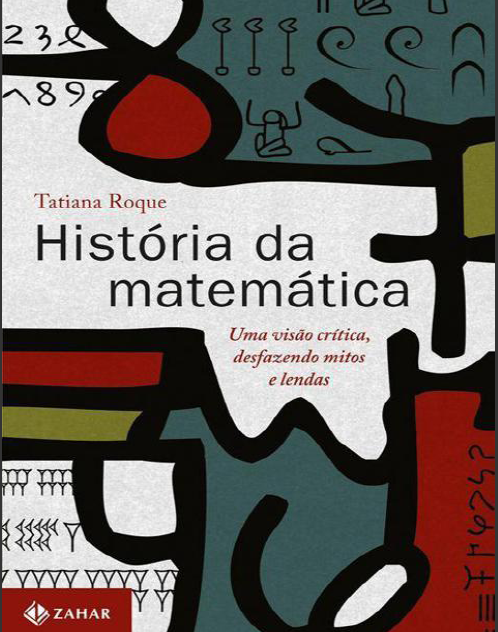 Tatiana Roque
História da
matemática
Uma visão crítica,
desfazendo mitos
e lendas
ZAHAR